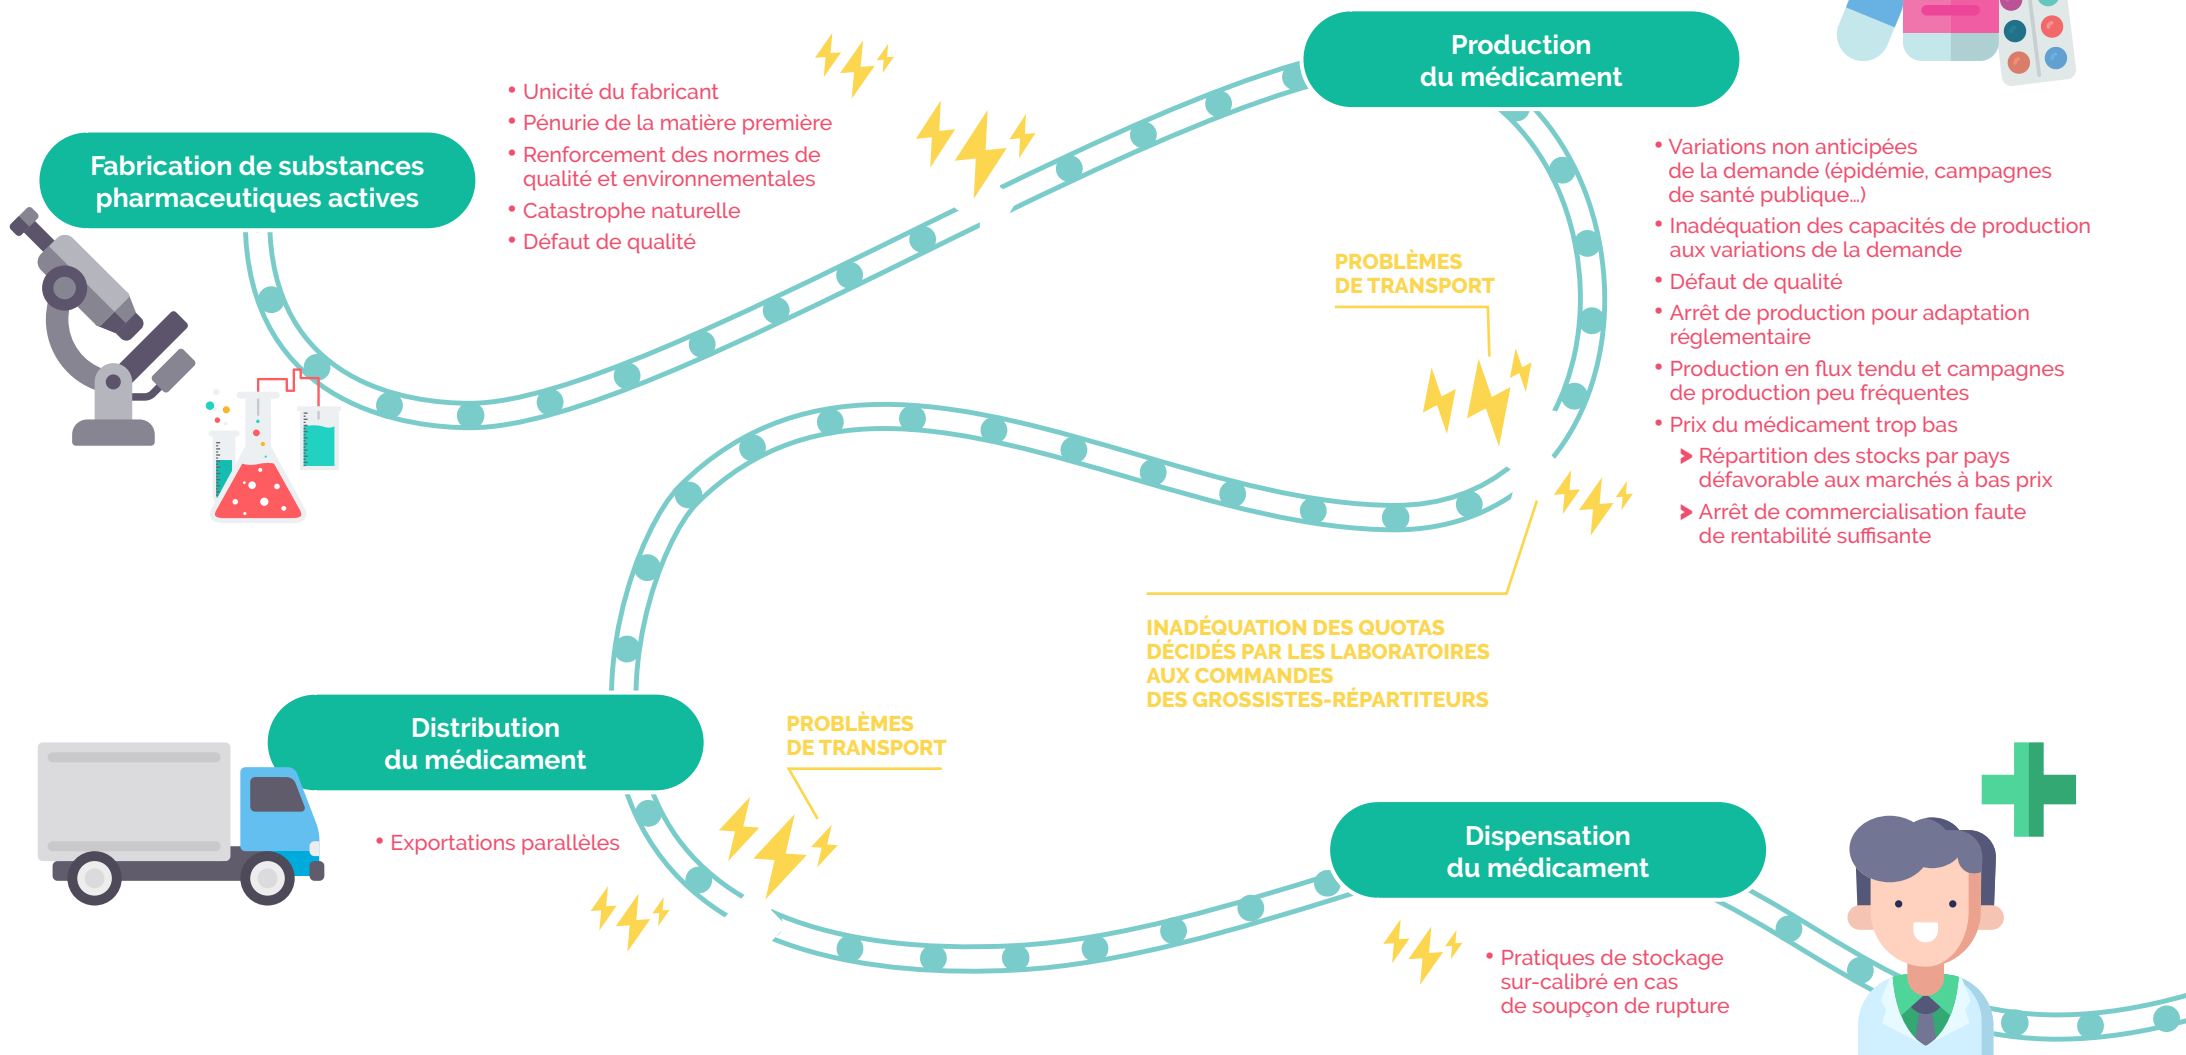 Fabrication de substances
pharmaceutiques actives
• Unicité du fabricant
• Pénurie de la matière première
• Renforcement des normes de
qualité et environnementales
• Catastrophe naturelle
• Défaut de qualité
Production
du médicament
• Variations non anticipées
de la demande (épidémie, campagnes
de santé publique…)
• Inadéquation des capacités de production
aux variations de la demande
• Défaut de qualité
• Arrêt de production pour adaptation
réglementaire
• Production en flux tendu et campagnes
de production peu fréquentes
• Prix du médicament trop bas
> Répartition des stocks par pays
défavorable aux marchés à bas prix
> Arrêt de commercialisation faute
de rentabilité suffisante
PROBLÈMES
DE TRANSPORT
INADÉQUATION DES QUOTAS
DÉCIDÉS PAR LES LABORATOIRES
AUX COMMANDES
DES GROSSISTES-RÉPARTITEURS
Distribution
du médicament
• Exportations parallèles
PROBLÈMES
DE TRANSPORT
Dispensation
du médicament
• Pratiques de stockage
sur-calibré en cas
de soupçon de rupture